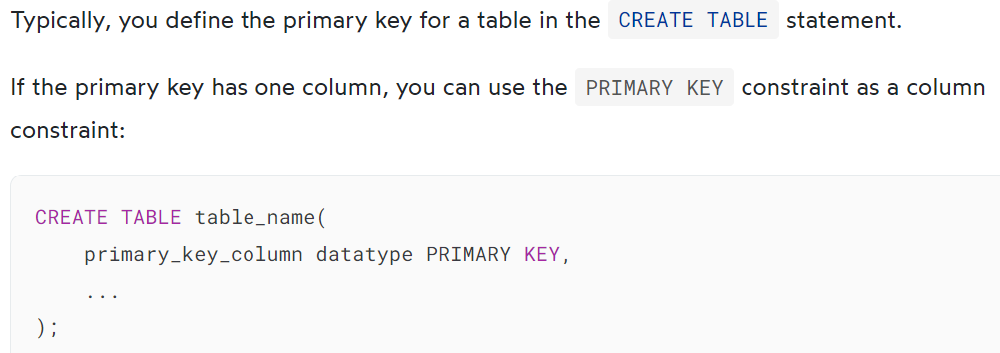 Typically, you define the primary key for a table in the CREATE TABLE statement.
If the primary key has one column, you can use the PRIMARY KEY constraint as a column
constraint:
CREATE TABLE table_name(
    primary_key_column datatype PRIMARY KEY,
    ...
);